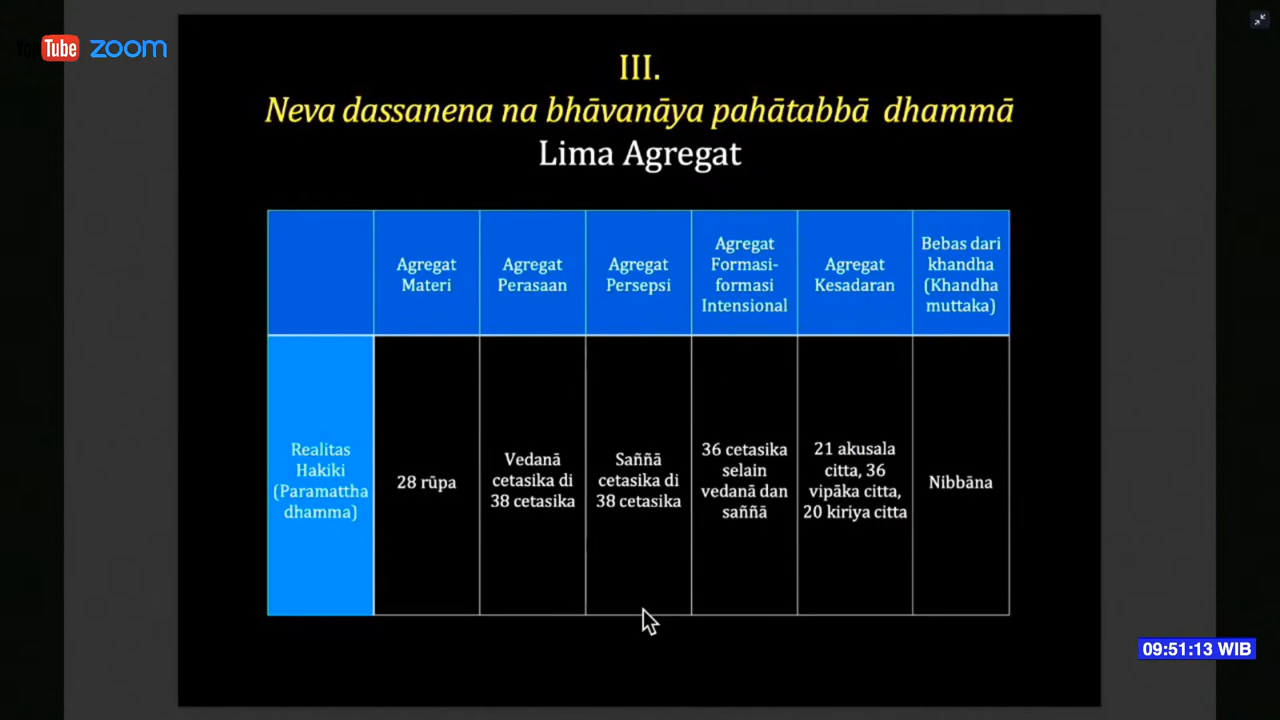 YouTube zoom
III.
Neva dassanena na bhāvanāya pahātabbā dhammā
Lima Agregat
Agregat
Materi
Agregat
Perasaan
Agregat
Persepsi
Agregat
Formasi-
formasi
Intensional
Agregat
Kesadaran
Bebas dari
khandha
(Khandha
muttaka)
Realitas
Hakiki
(Paramattha
dhamma)
28 rūpa
Vedanā
cetasika di
38 cetasika
Saññā
cetasika di
38 cetasika
36 cetasika
selain
vedanā dan
saññā
21 akusala
citta, 36
vipāka citta,
20 kiriya citta
Nibbāna
09:51:13 WIB